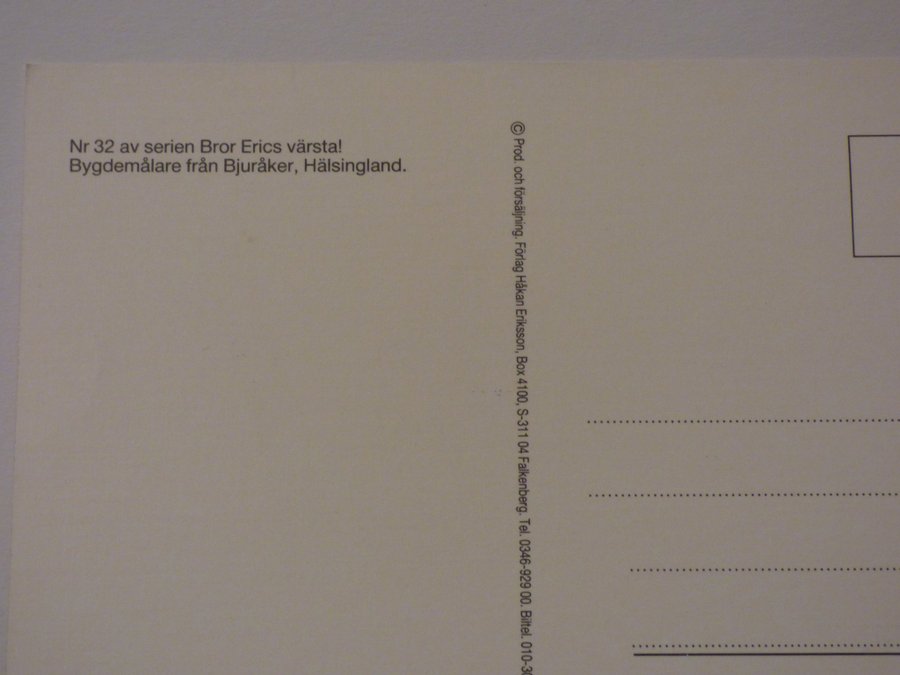 Nr 32 av serien Bror Erics värsta!
Bygdemålare från Bjuråker, Hälsingland.
© Prod. och försäljning. Förlag Håkan Eriksson, Box 4100, S-311 04 Falkenberg. Tel. 0346-929 00. Biltel. 010-30